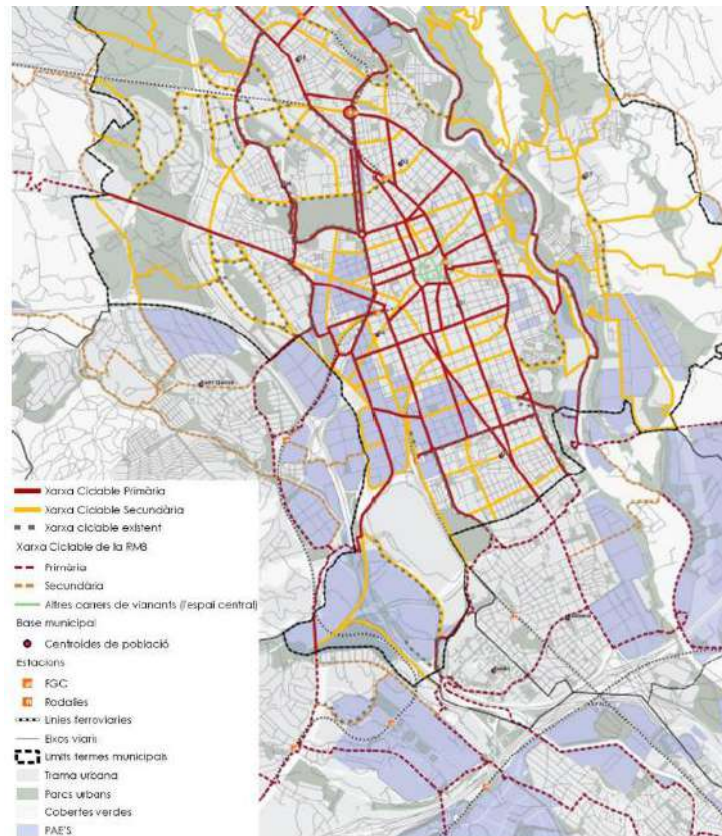 Xarxa Ciclable Primària
Xarxa Ciclable Secundària
Xarxa ciclable existent
Xarxa Ciclable de la RMB
Primària
Secundària
Altres carrers de vianants (l'espai central)
Base municipal
Centroides de població
Estacions
FGC
Rodalies
Línies ferroviàries
Eixos viaris
Límits termes municipals
Trama urbana
Parcs urbans
Cobertes verdes
PAE'S